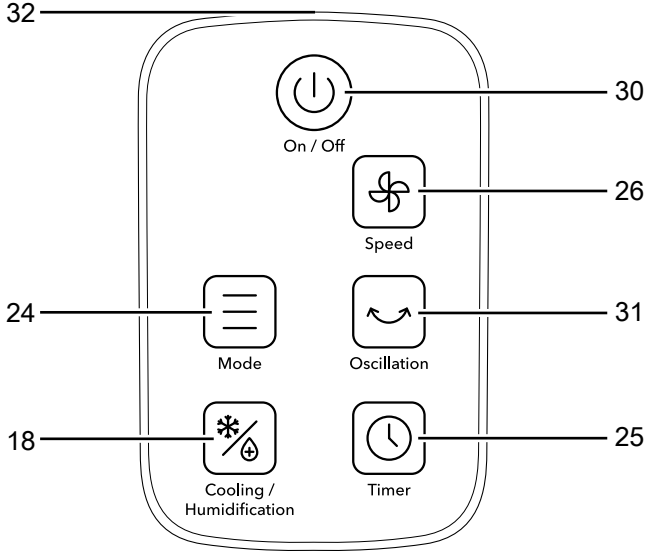 32
30
On / Off
26
Speed
24
31
Mode
Oscillation
18
25
Cooling /
Humidification
Timer